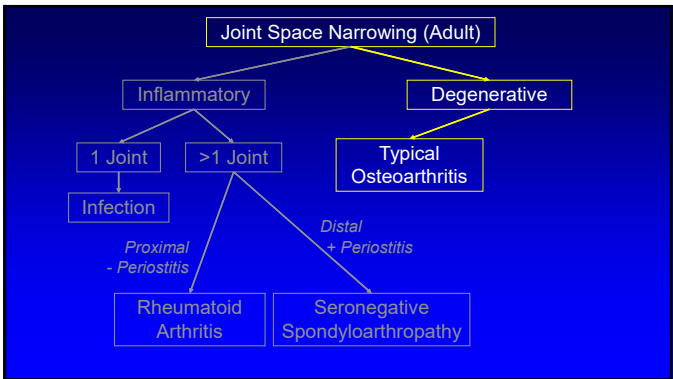 Joint Space Narrowing (Adult)
Inflammatory
Degenerative
1 Joint
>1 Joint
Typical
Osteoarthritis
Infection
Proximal
- Periostitis
Distal
+ Periostitis
Rheumatoid
Arthritis
Seronegative
Spondyloarthropathy